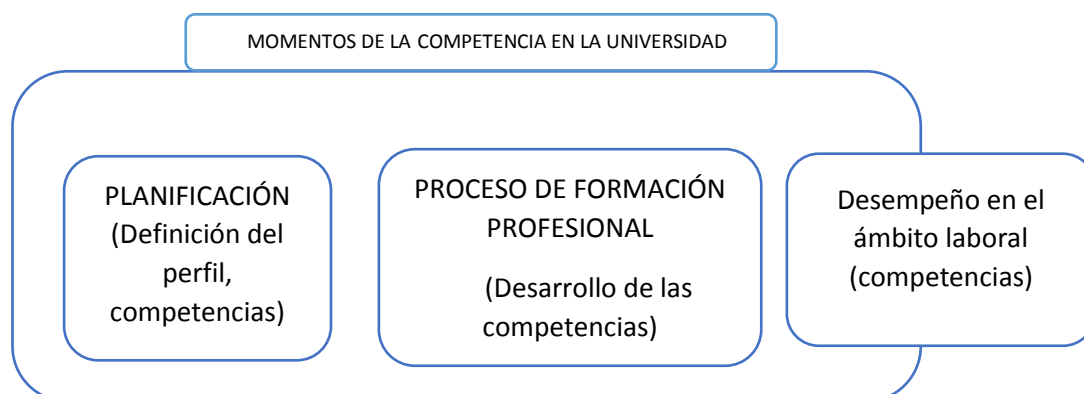 MOMENTOS DE LA COMPETENCIA EN LA UNIVERSIDAD
PLANIFICACIÓN
(Definición del
perfil,
competencias)
PROCESO DE FORMACIÓN
PROFESIONAL
(Desarrollo de las
competencias)
Desempeño en el
ámbito laboral
(competencias)